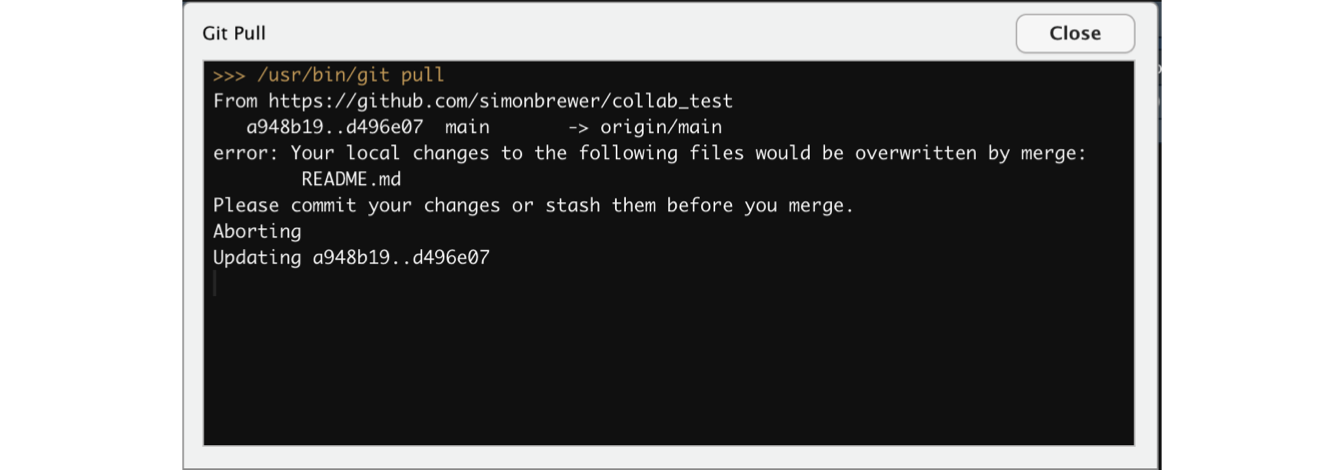 Git Pull
Close
>>> /usr/bin/git pull
From https://github.com/simonbrewer/collab_test
   a948b19..d496e07  main       -> origin/main
error: Your local changes to the following files would be overwritten by merge:
        README.md
Please commit your changes or stash them before you merge.
Aborting
Updating a948b19..d496e07